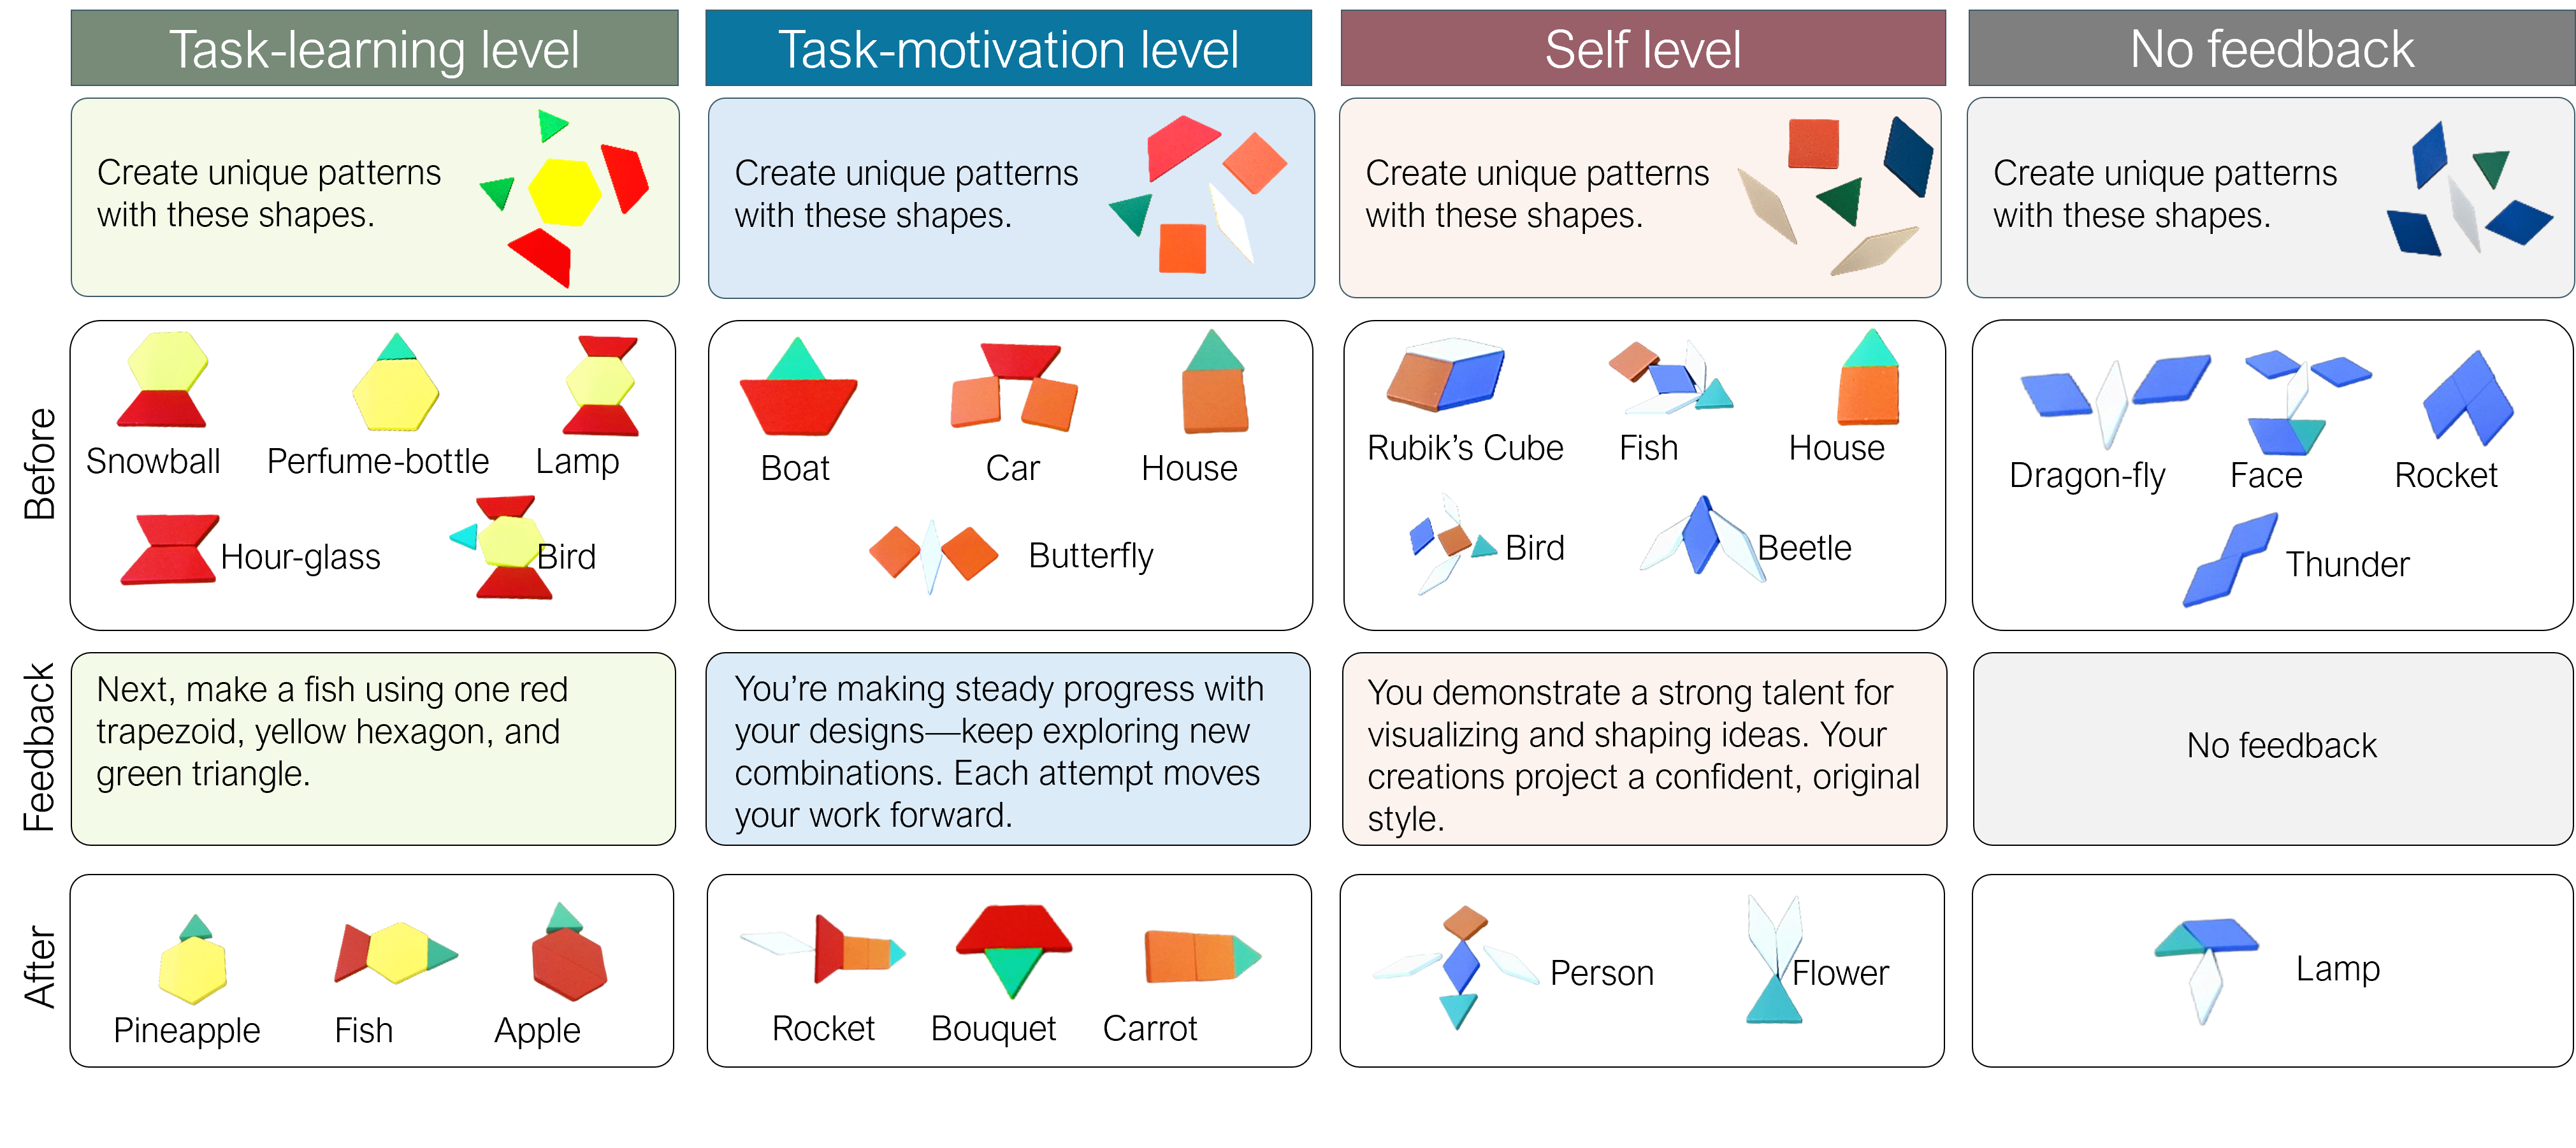 Task-learning level
Task-motivation level
Self level
No feedback
Create unique patterns
with these shapes.
Create unique patterns
with these shapes.
Create unique patterns
with these shapes.
Create unique patterns
with these shapes.
Before
Snowball
Perfume-bottle
Lamp
Hour-glass
Bird
Boat
Car
House
Butterfly
Rubik's Cube
Fish
House
Bird
Beetle
Dragon-fly
Face
Rocket
Thunder
Feedback
Next, make a fish using one red
trapezoid, yellow hexagon, and
green triangle.
You're making steady progress with
your designs—keep exploring new
combinations. Each attempt moves
your work forward.
You demonstrate a strong talent for
visualizing and shaping ideas. Your
creations project a confident, original
style.
No feedback
After
Pineapple
Fish
Apple
Rocket
Bouquet
Carrot
Person
Flower
Lamp